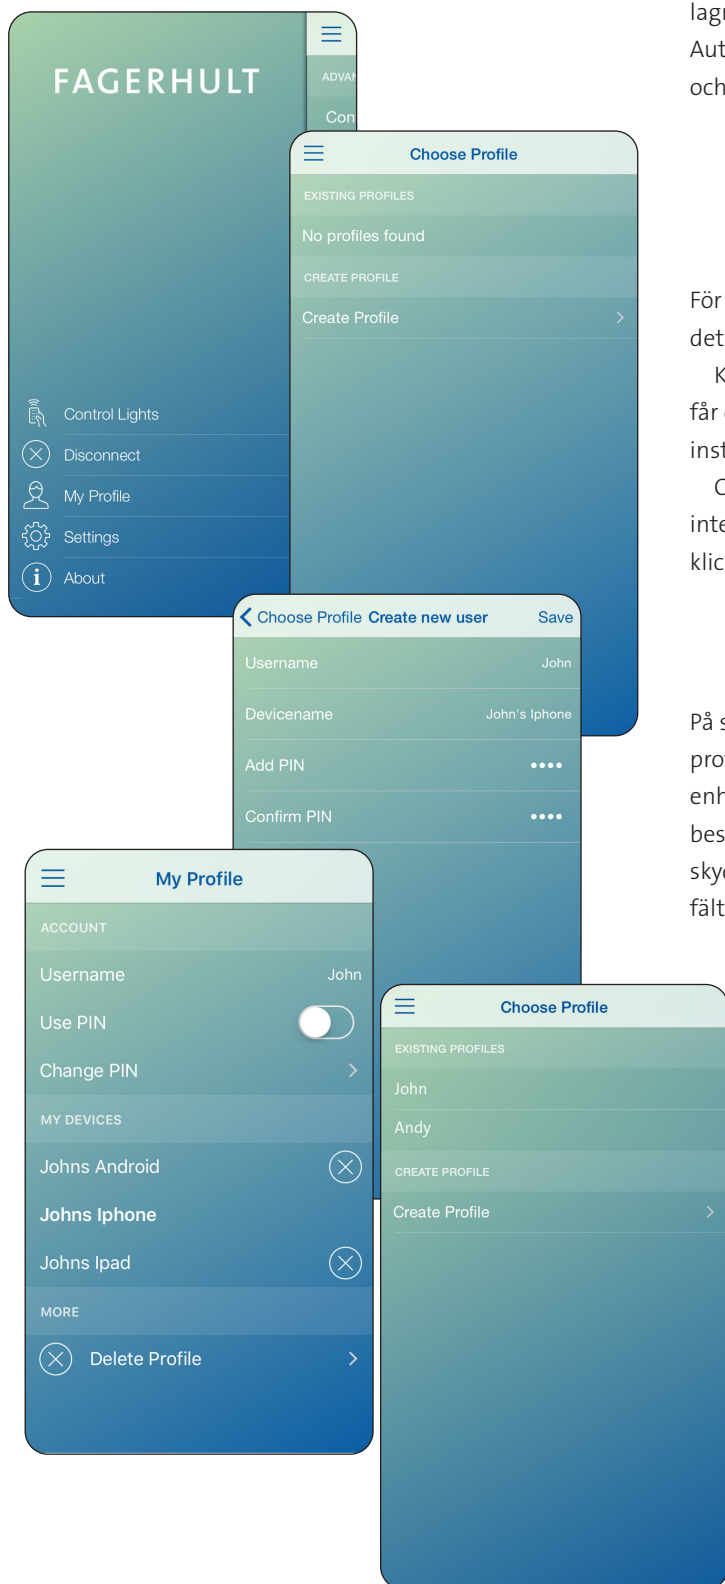 FAGERHULT
Control Lights
Disconnect
My Profile
Settings
About
Choose Profile
EXISTING PROFILES
No profiles found
CREATE PROFILE
Create Profile
Choose Profile Create new user Save
Username John
Devicename John's Iphone
Add PIN ••••
Confirm PIN ••••
My Profile
ACCOUNT
Username John
Use PIN
Change PIN
MY DEVICES
Johns Android
Johns Iphone
Johns Ipad
MORE
Delete Profile
Choose Profile
EXISTING PROFILES
John
Andy
CREATE PROFILE
Create Profile
För
det
får